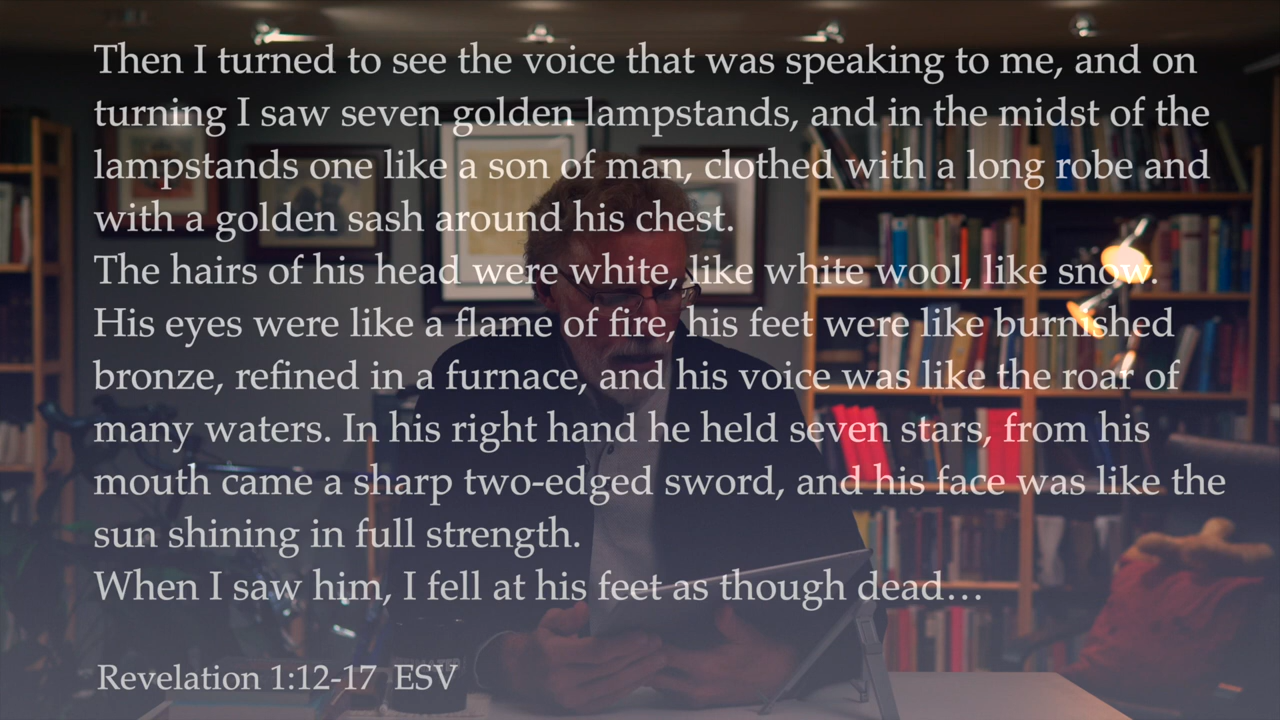 Then I turned to see the voice that was speaking to me, and on
turning I saw seven golden lampstands, and in the midst of the
lampstands one like a son of man, clothed with a long robe and
with a golden sash around his chest.
The hairs of his head were white, like white wool, like snow.
His eyes were like a flame of fire, his feet were like burnished
bronze, refined in a furnace, and his voice was like the roar of
many waters. In his right hand he held seven stars, from his
mouth came a sharp two-edged sword, and his face was like the
sun shining in full strength.
When I saw him, I fell at his feet as though dead…
Revelation 1:12-17 ESV